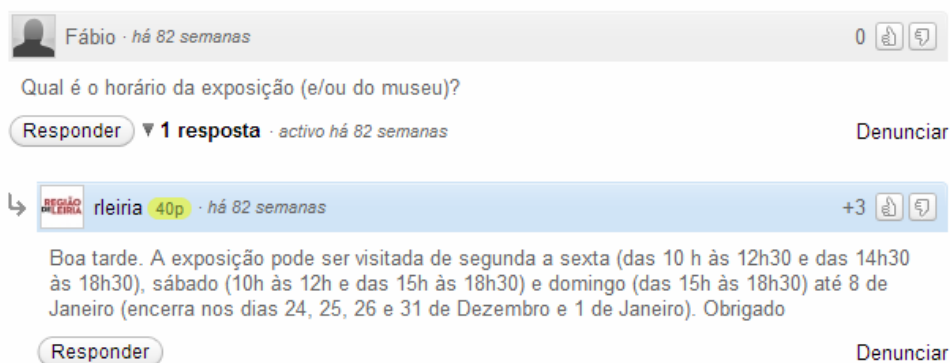 Fábio · há 82 semanas 0
Qual é o horário da exposição (e/ou do museu)?
Responder ▼ 1 resposta · activo há 82 semanas Denunciar
REGIÃO DE LEIRIA rleiria 40p · há 82 semanas +3
Boa tarde. A exposição pode ser visitada de segunda a sexta (das 10 h às 12h30 e das 14h30
às 18h30), sábado (10h às 12h e das 15h às 18h30) e domingo (das 15h às 18h30) até 8 de
Janeiro (encerra nos dias 24, 25, 26 e 31 de Dezembro e 1 de Janeiro). Obrigado
Responder Denunciar